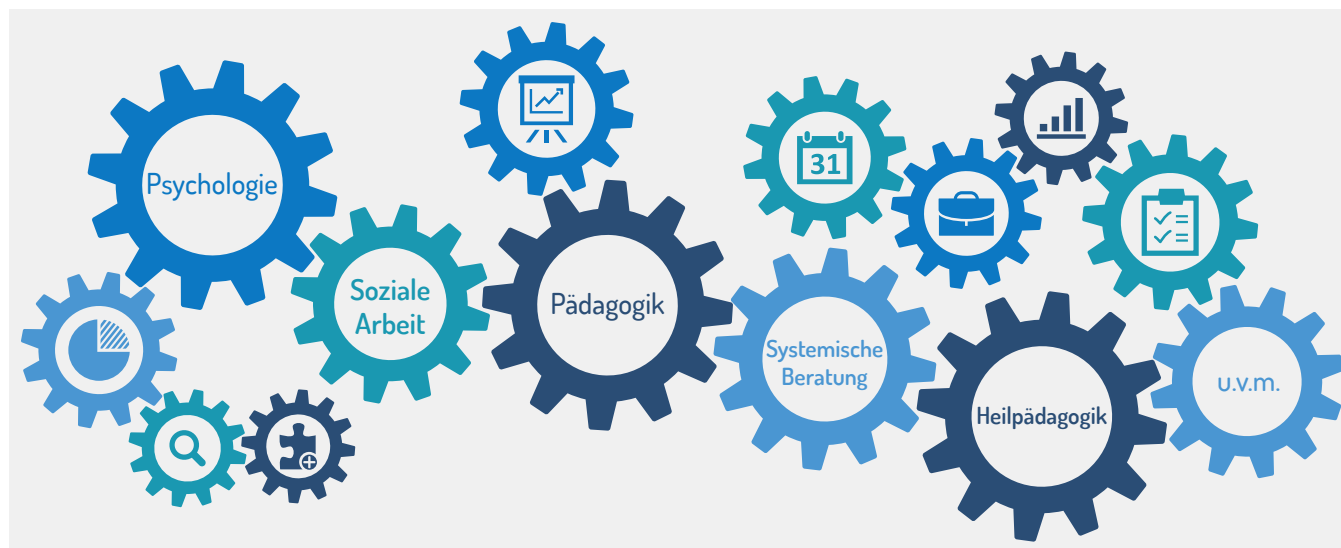 Psychologie
Soziale
Arbeit
Pädagogik
31
Systemische
Beratung
Heilpädagogik
u.v.m.